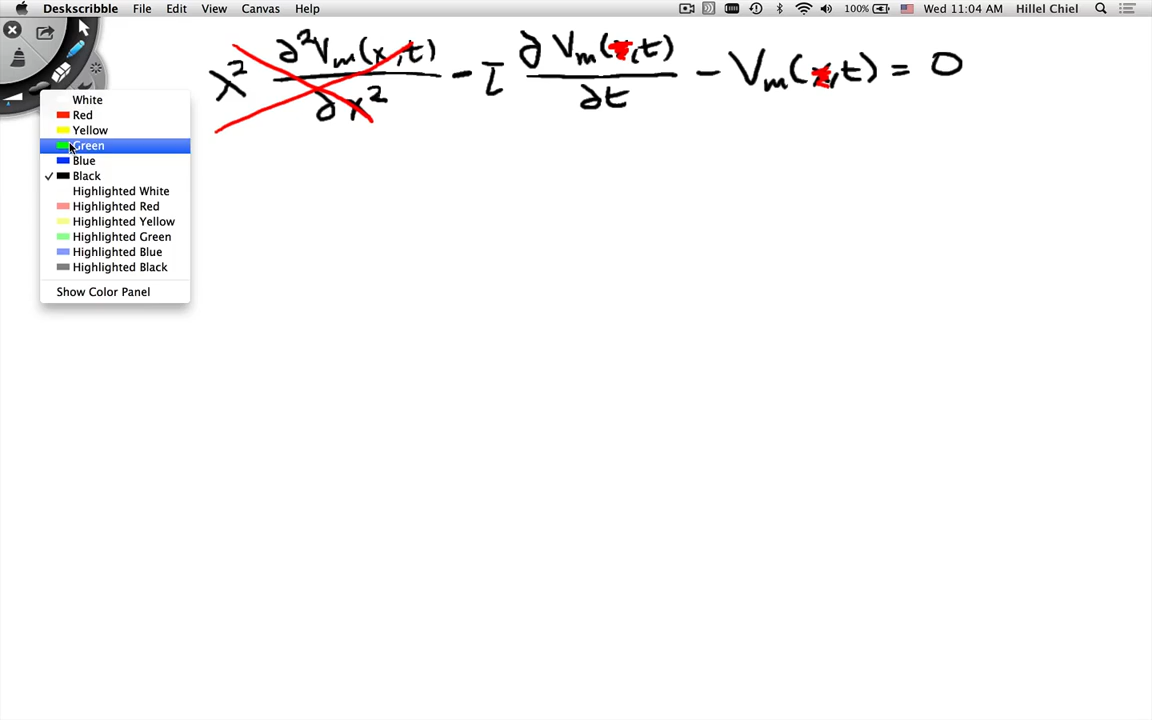 Deskscribble File Edit View Canvas Help 100% Wed 11:04 AM Hillel Chiel
λ² ∂²Vm(x,t)/∂x² − τ ∂Vm(x,t)/∂t − Vm(x,t) = 0
White
Red
Yellow
Green
Blue
✓ Black
Highlighted White
Highlighted Red
Highlighted Yellow
Highlighted Green
Highlighted Blue
Highlighted Black
Show Color Panel